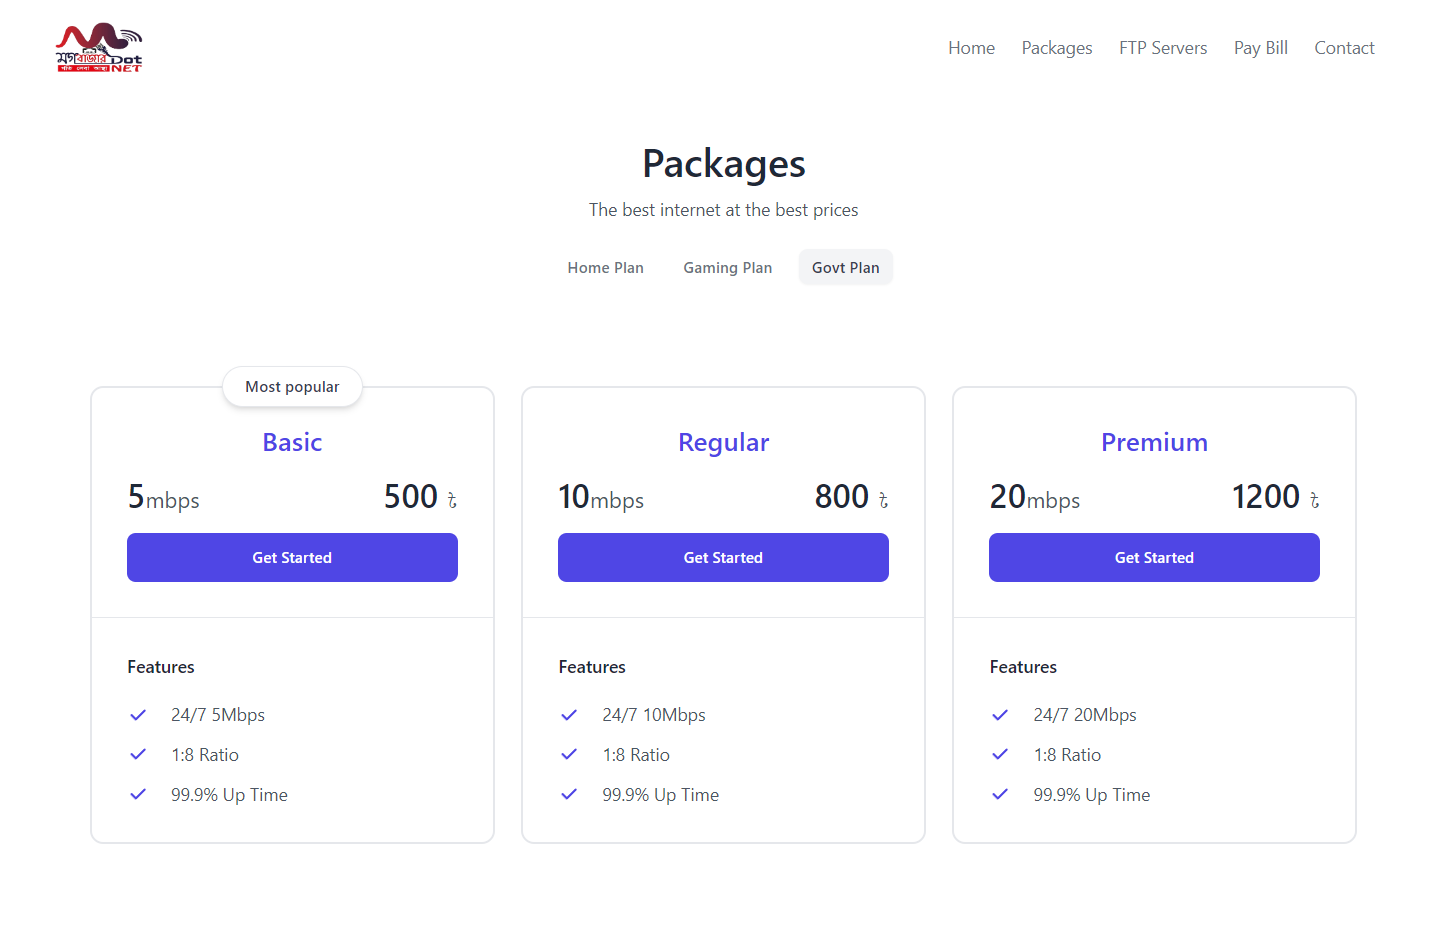 মগবাজার Dot
NET
Home Packages FTP Servers Pay Bill Contact
Packages
The best internet at the best prices
Home Plan Gaming Plan Govt Plan
Most popular
Basic
5mbps 500 ৳
Get Started
Features
24/7 5Mbps
1:8 Ratio
99.9% Up Time
Regular
10mbps 800 ৳
Get Started
Features
24/7 10Mbps
1:8 Ratio
99.9% Up Time
Premium
20mbps 1200 ৳
Get Started
Features
24/7 20Mbps
1:8 Ratio
99.9% Up Time